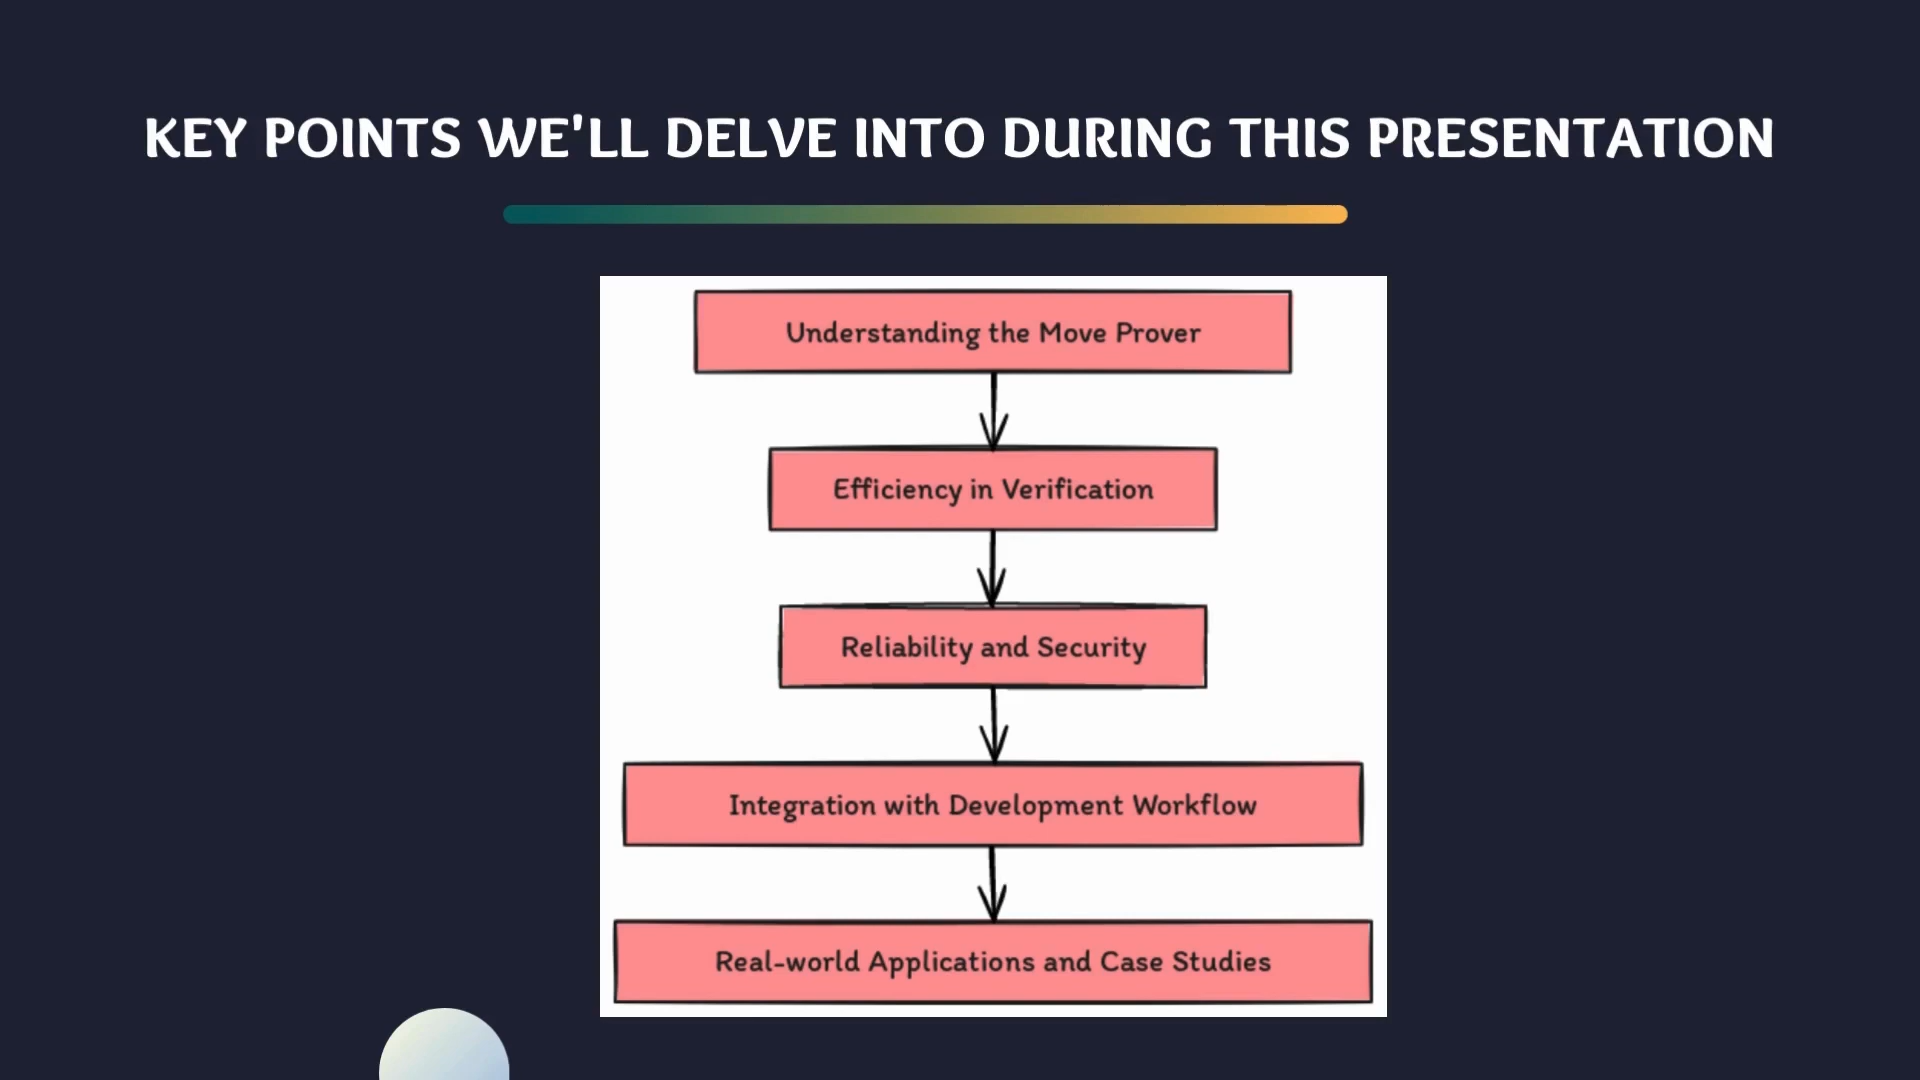 KEY POINTS WE'LL DELVE INTO DURING THIS PRESENTATION
Understanding the Move Prover
Efficiency in Verification
Reliability and Security
Integration with Development Workflow
Real-world Applications and Case Studies